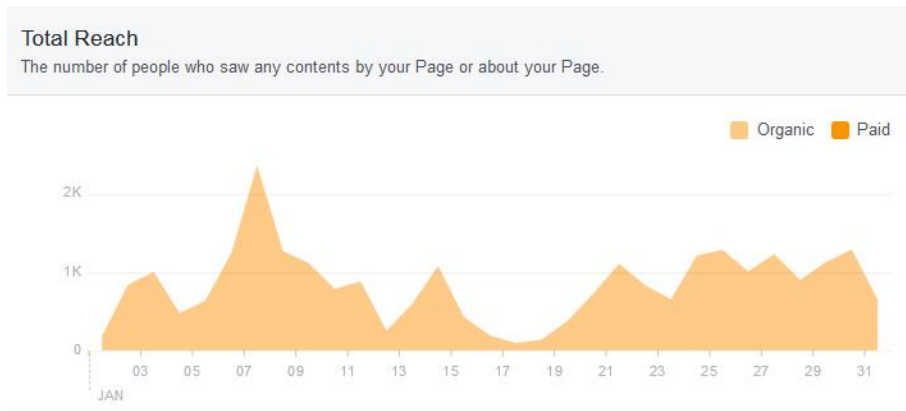 Total Reach
The number of people who saw any contents by your Page or about your Page.
Organic Paid
2K
1K
0
03 05 07 09 11 13 15 17 19 21 23 25 27 29 31
JAN